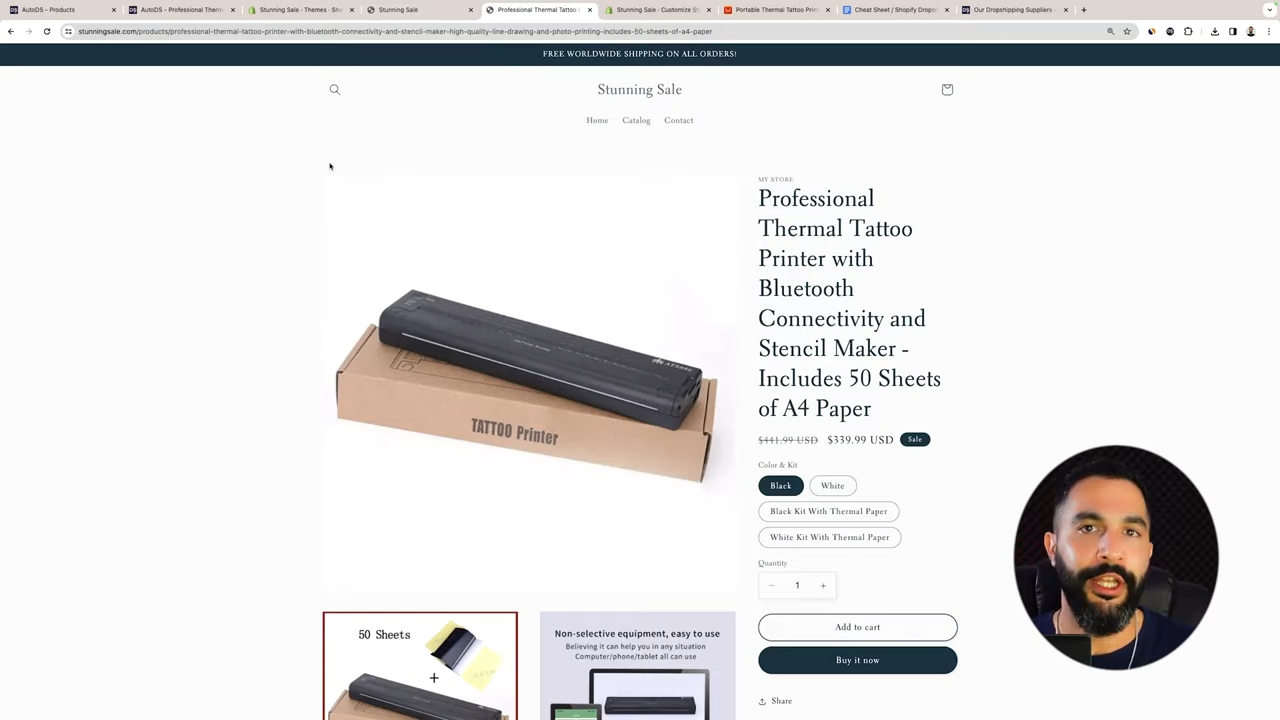 AutoDS - Products
AutoDS - Professional Therm
Stunning Sale - Themes - Sho
Stunning Sale
Professional Thermal Tattoo
Stunning Sale - Customize St
Portable Thermal Tattoo Prin
Cheat Sheet / Shopify Dropsh
Our Dropshipping Suppliers -
stunningsale.com/products/professional-thermal-tattoo-printer-with-bluetooth-connectivity-and-stencil-maker-high-quality-line-drawing-and-photo-printing-includes-50-sheets-of-a4-paper
FREE WORLDWIDE SHIPPING ON ALL ORDERS!
Stunning Sale
Home
Catalog
Contact
MY STORE
Professional
Thermal Tattoo
Printer with
Bluetooth
Connectivity and
Stencil Maker -
Includes 50 Sheets
of A4 Paper
$441.99 USD $339.99 USD Sale
Color & Kit
Black
White
Black Kit With Thermal Paper
White Kit With Thermal Paper
Quantity
− 1 +
Add to cart
Buy it now
Share
TATTOO Printer
TATTOO Printer
50 Sheets
+
Non-selective equipment, easy to use
Believing it can help you in any situation
Computer/phone/tablet all can use